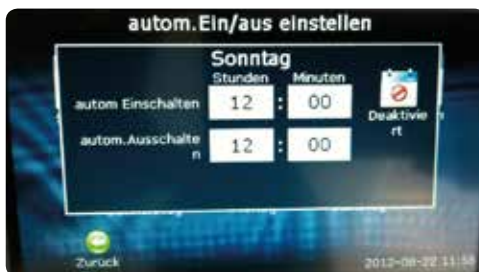 autom.Ein/aus einstellen
Sonntag
Stunden Minuten
autom Einschalten 12 : 00
Deaktivie
rt
autom.Ausschalte
n 12 : 00
Zurück
2012-08-22 11:58